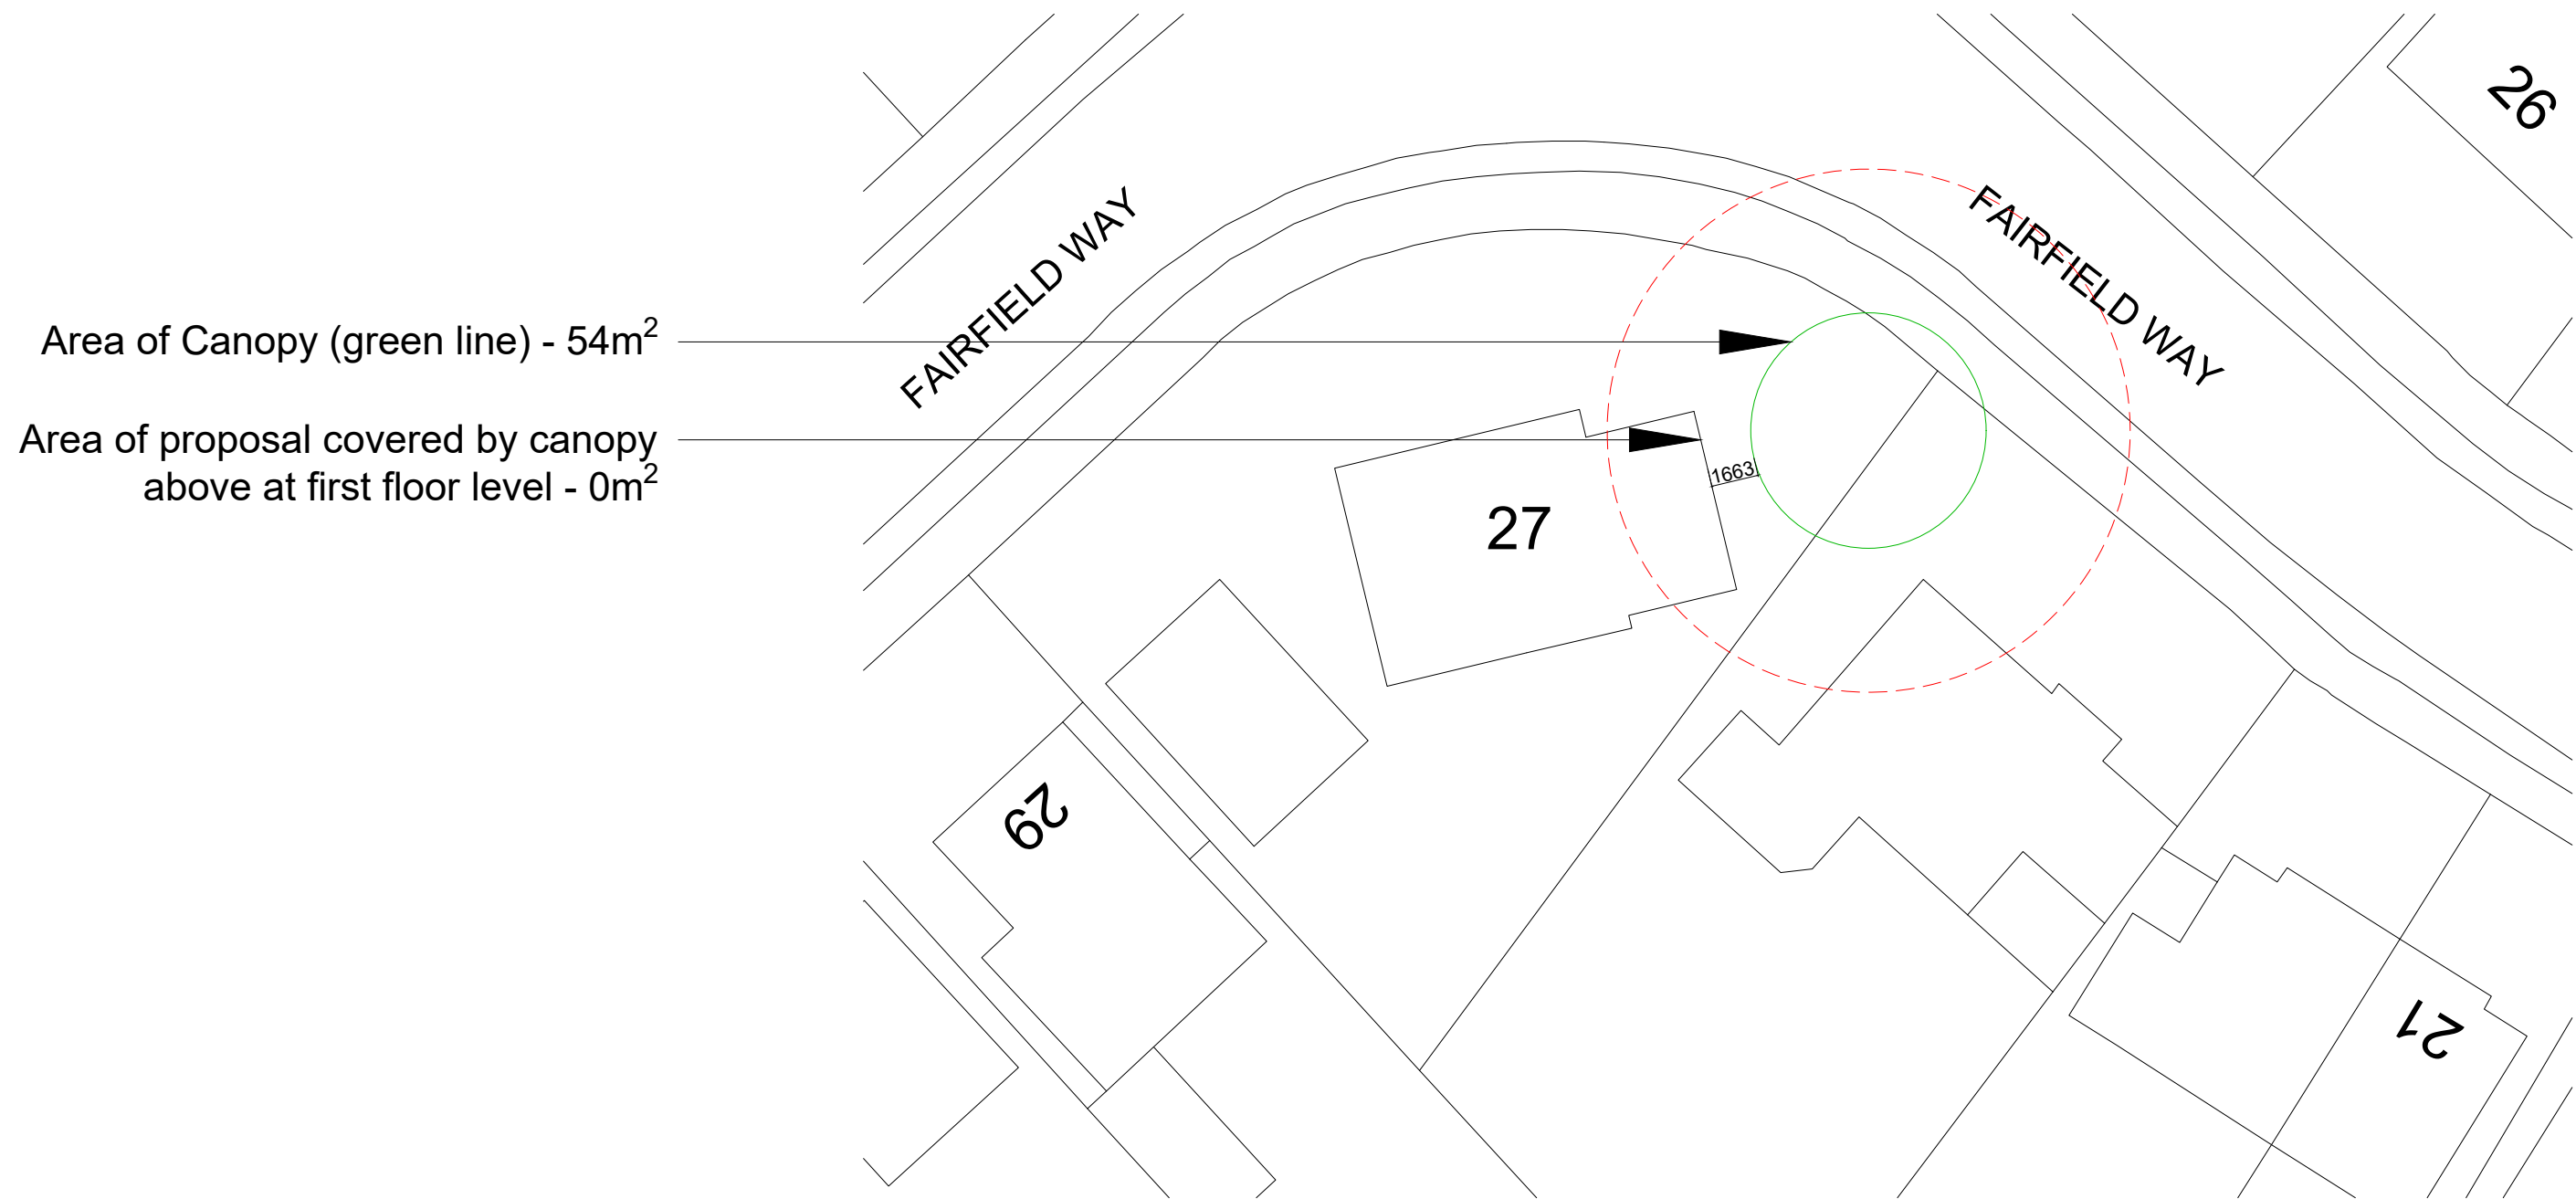 26
FAIRFIELD WAY
FAIRFIELD WAY
Area of Canopy (green line) - 54m²
Area of proposal covered by canopy
above at first floor level - 0m²
1663
27
29
21